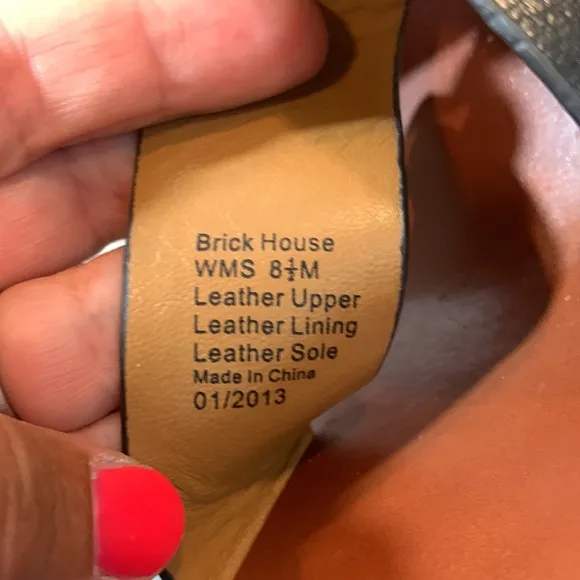 Brick House
WMS 8½M
Leather Upper
Leather Lining
Leather Sole
Made In China
01/2013